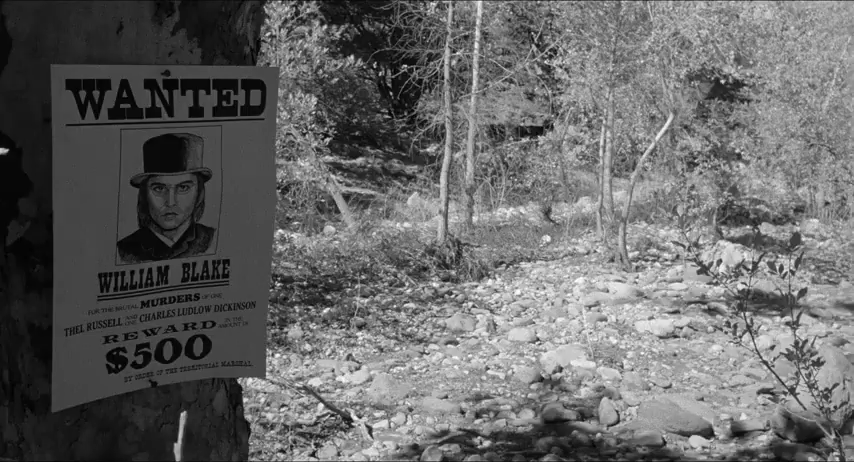 WANTED
WILLIAM BLAKE
FOR THE BRUTAL MURDERS OF ONE
THEL RUSSELL AND ONE CHARLES LUDLOW DICKINSON
REWARD IN THE AMOUNT OF
$500
BY ORDER OF THE TERRITORIAL MARSHAL